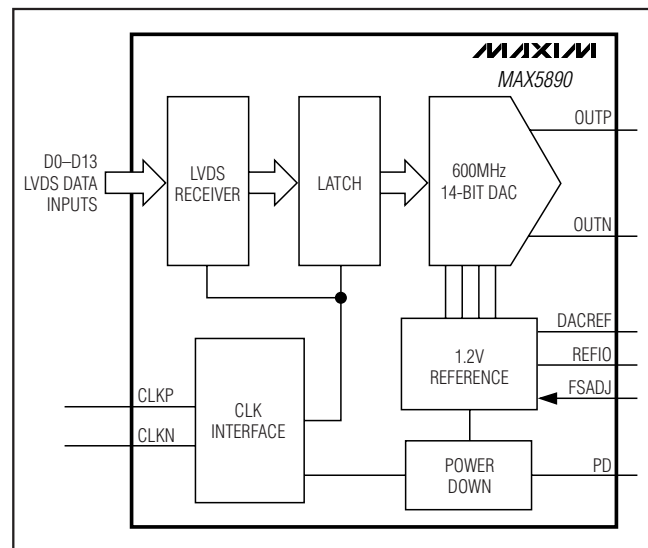 MAXIM
MAX5890
D0–D13
LVDS DATA
INPUTS
LVDS
RECEIVER
LATCH
600MHz
14-BIT DAC
OUTP
OUTN
1.2V
REFERENCE
DACREF
REFIO
FSADJ
CLKP
CLKN
CLK
INTERFACE
POWER
DOWN
PD